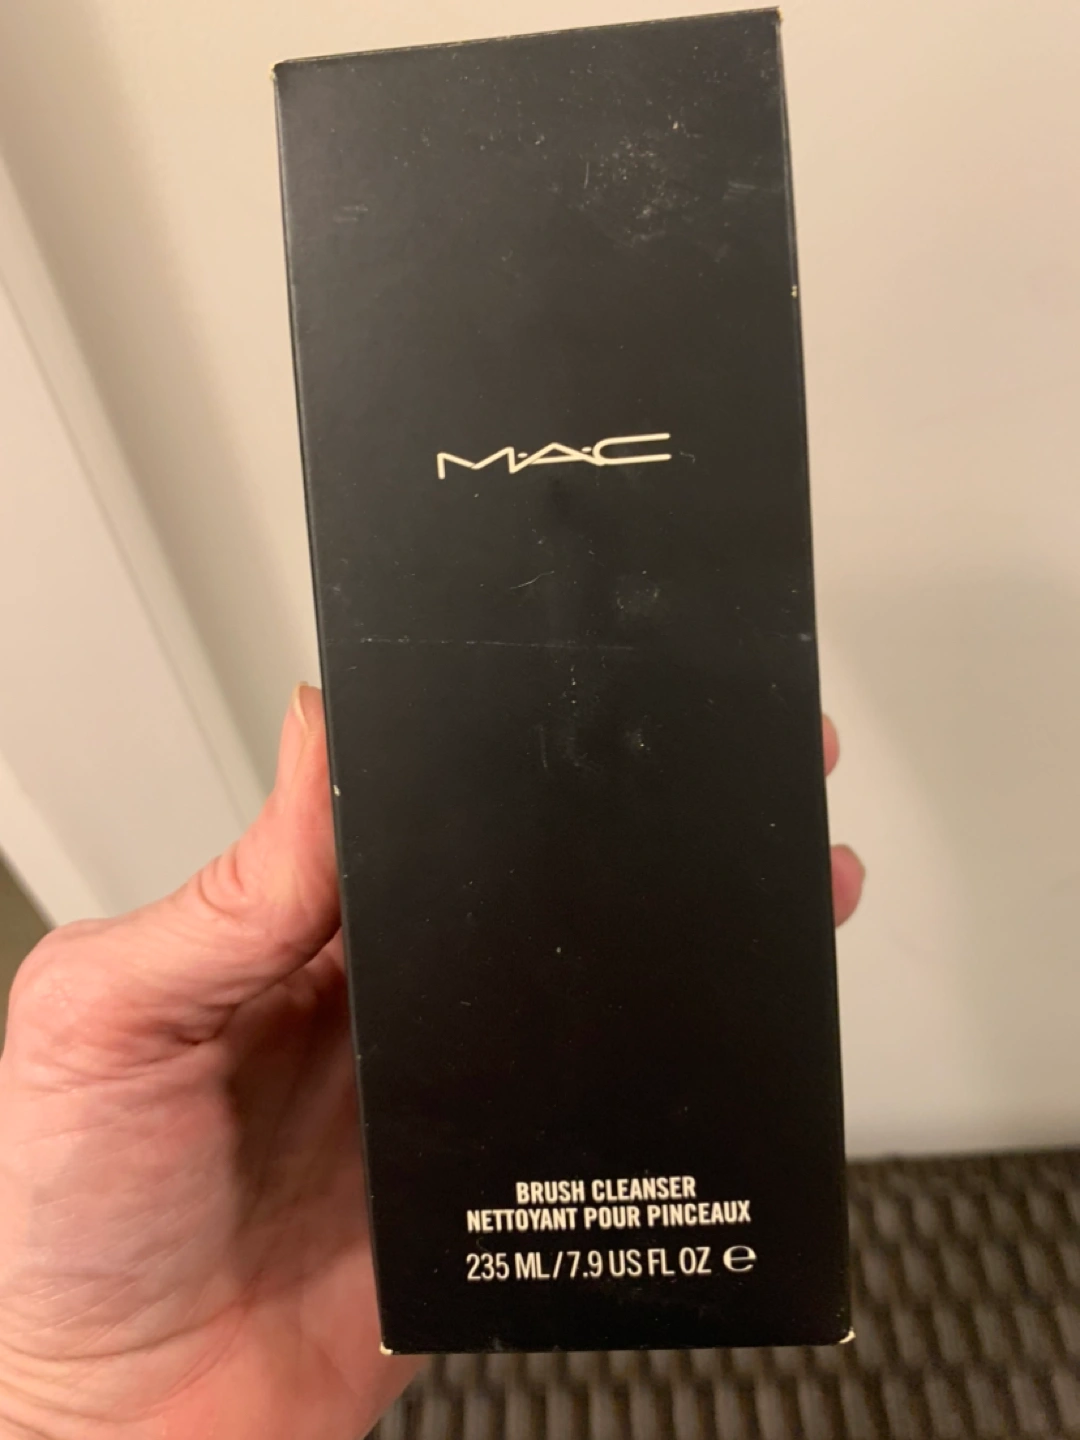 M·A·C
BRUSH CLEANSER
NETTOYANT POUR PINCEAUX
235 ML/7.9 US FL OZ ℮